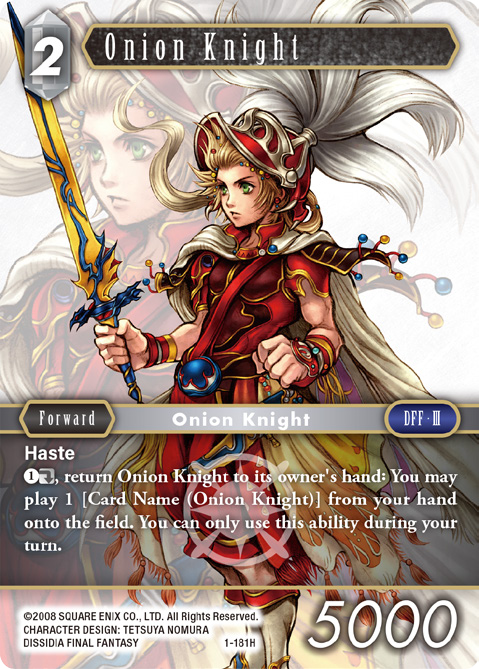 2
Onion Knight
Forward
Onion Knight
DFF · III
Haste
1, return Onion Knight to its owner's hand: You may
play 1 [Card Name (Onion Knight)] from your hand
onto the field. You can only use this ability during your
turn.
©2008 SQUARE ENIX CO., LTD. All Rights Reserved.
CHARACTER DESIGN: TETSUYA NOMURA
DISSIDIA FINAL FANTASY
1-181H
5000